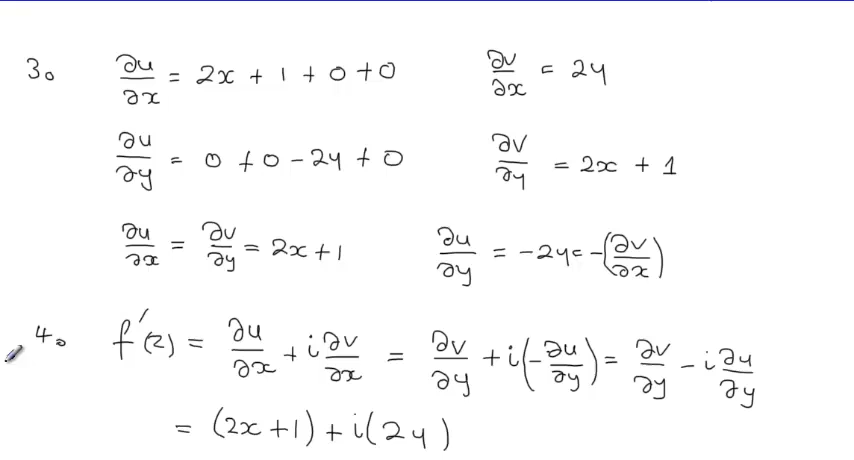 3. ∂u/∂x = 2x + 1 + 0 + 0    ∂v/∂x = 2y
∂u/∂y = 0 + 0 - 2y + 0    ∂v/∂y = 2x + 1
∂u/∂x = ∂v/∂y = 2x + 1    ∂u/∂y = -2y = -(∂v/∂x)
4. f'(z) = ∂u/∂x + i ∂v/∂x = ∂v/∂y + i(-∂u/∂y) = ∂v/∂y - i ∂u/∂y
= (2x + 1) + i(2y)